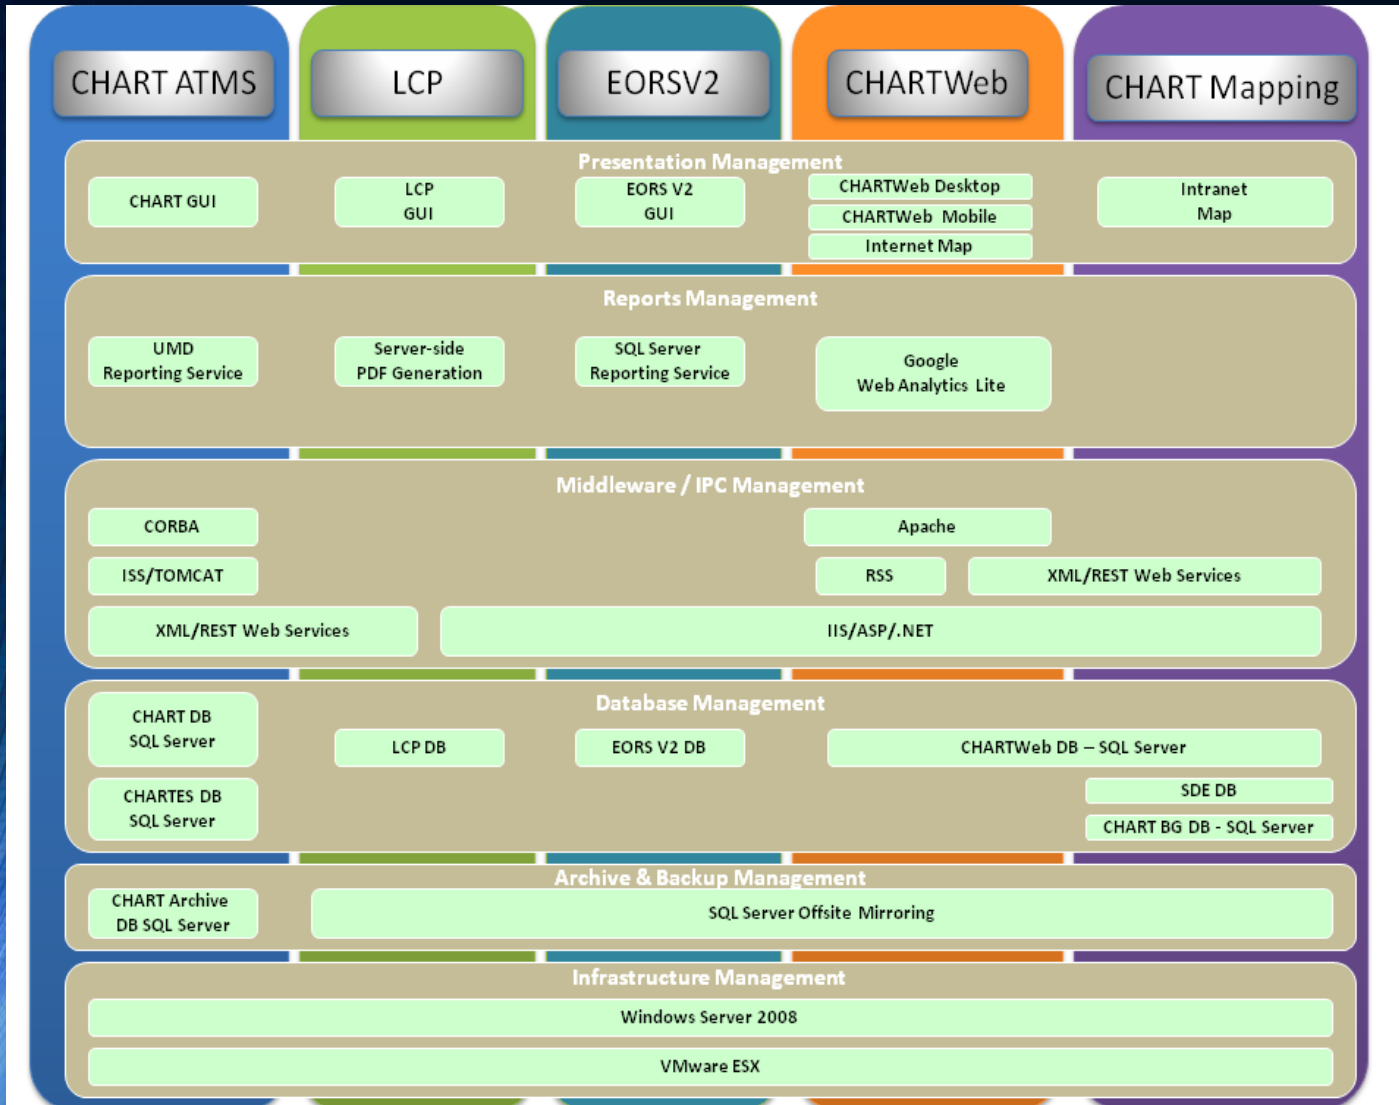 CHART ATMS
LCP
EORSV2
CHARTWeb
CHART Mapping
Presentation Management
CHART GUI
LCP
GUI
EORS V2
GUI
CHARTWeb Desktop
CHARTWeb Mobile
Internet Map
Intranet
Map
Reports Management
UMD
Reporting Service
Server-side
PDF Generation
SQL Server
Reporting Service
Google
Web Analytics Lite
Middleware / IPC Management
CORBA
Apache
ISS/TOMCAT
RSS
XML/REST Web Services
XML/REST Web Services
IIS/ASP/.NET
Database Management
CHART DB
SQL Server
LCP DB
EORS V2 DB
CHARTWeb DB – SQL Server
CHARTES DB
SQL Server
SDE DB
CHART BG DB - SQL Server
Archive & Backup Management
CHART Archive
DB SQL Server
SQL Server Offsite Mirroring
Infrastructure Management
Windows Server 2008
VMware ESX